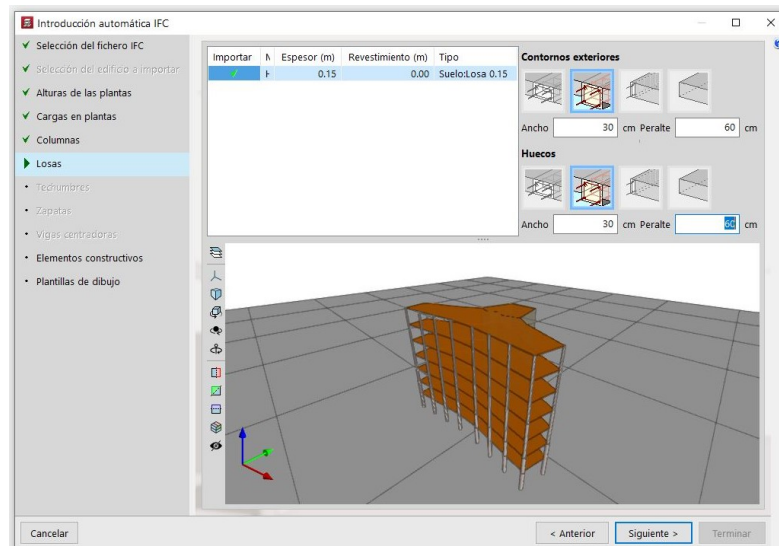 Introducción automática IFC
Selección del fichero IFC
Selección del edificio a importar
Alturas de las plantas
Cargas en plantas
Columnas
Losas
Techumbres
Zapatas
Vigas centradoras
Elementos constructivos
Plantillas de dibujo
Importar Espesor (m) Revestimiento (m) Tipo
0.15 0.00 Suelo:Losa 0.15
Contornos exteriores
Ancho 30 cm Peralte 60 cm
Huecos
Ancho 30 cm Peralte 60 cm
Cancelar
< Anterior
Siguiente >
Terminar